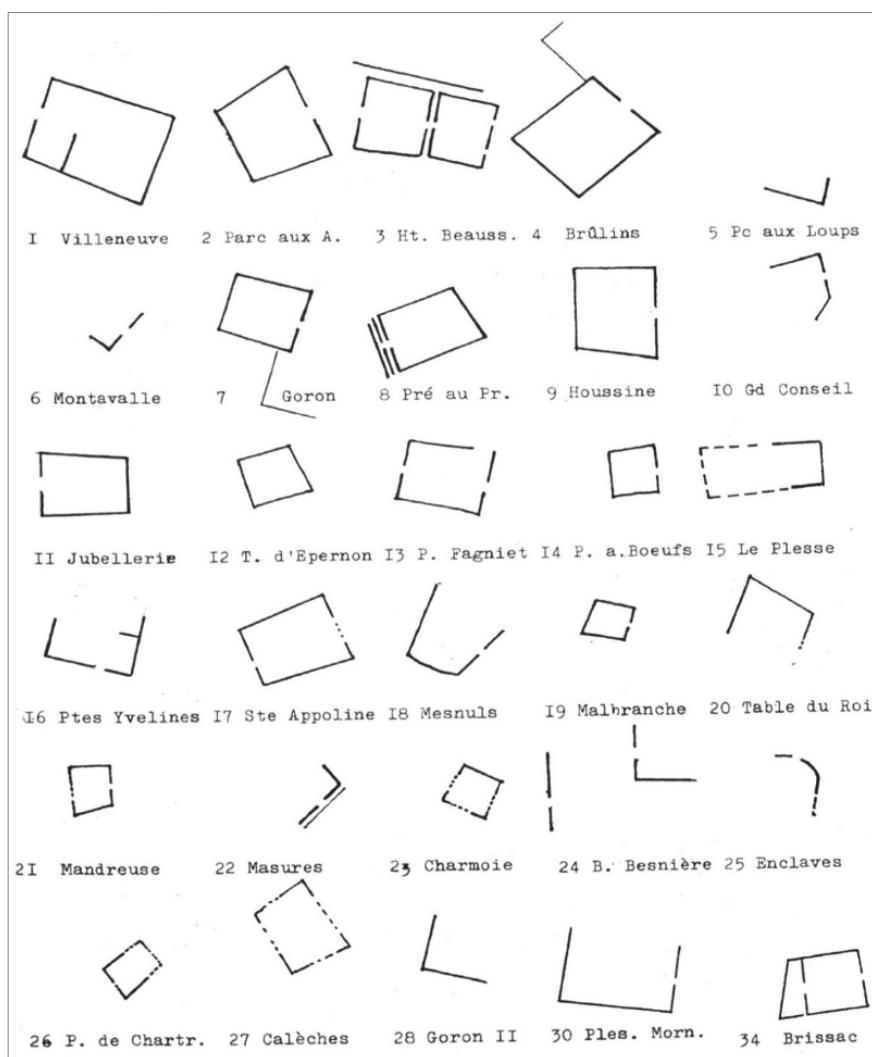 I Villeneuve 2 Parc aux A. 3 Ht. Beauss. 4 Brûlins 5 Pc aux Loups
6 Montavalle 7 Goron 8 Pré au Pr. 9 Houssine IO Gd Conseil
II Jubellerie I2 T. d'Epernon I3 P. Fagniet I4 P. a.Boeufs I5 Le Plesse
I6 Ptes Yvelines I7 Ste Appoline I8 Mesnuls I9 Malbranche 20 Table du Roi
2I Mandreuse 22 Masures 23 Charmoie 24 B. Besnière 25 Enclaves
26 P. de Chartr. 27 Calèches 28 Goron II 30 Ples. Morn. 34 Brissac